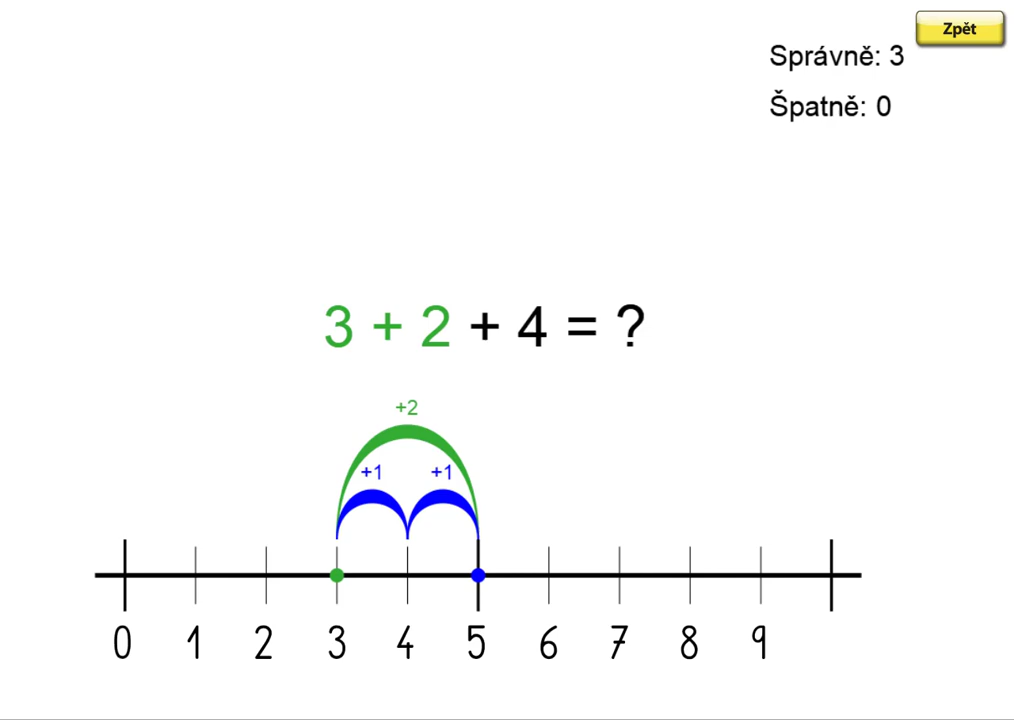 Zpět
Správně: 3
Špatně: 0
3 + 2 + 4 = ?
+2
+1 +1
0 1 2 3 4 5 6 7 8 9